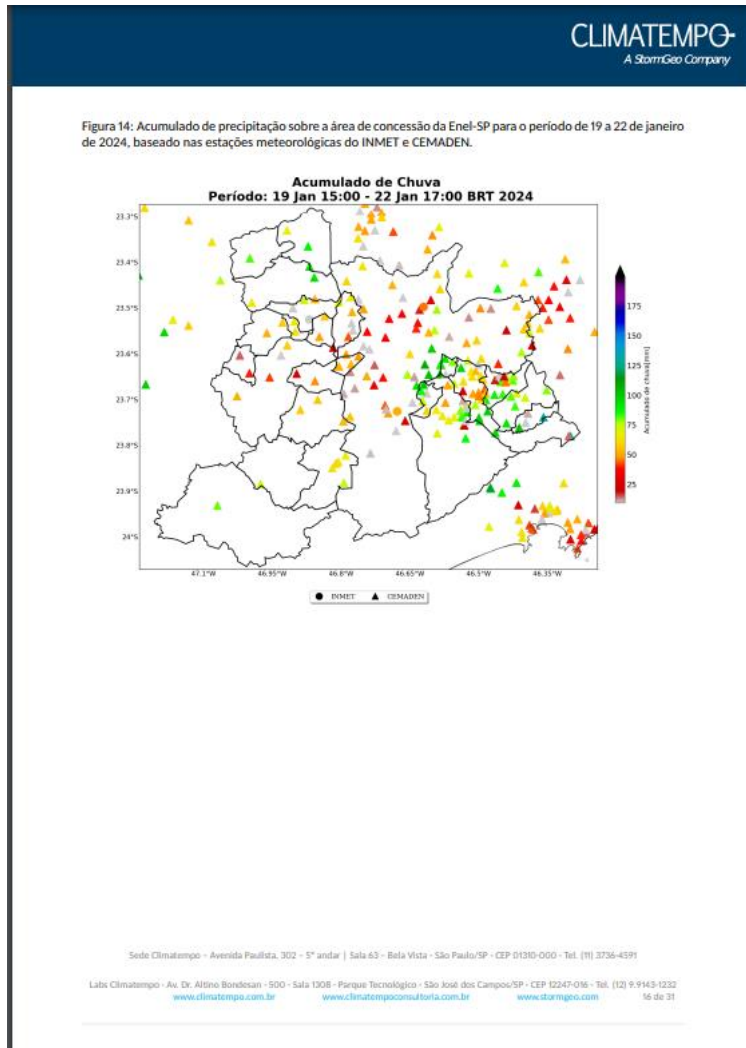 CLIMATEMPO
A StormGeo Company
Figura 14: Acumulado de precipitação sobre a área de concessão da Enel-SP para o período de 19 a 22 de janeiro
de 2024, baseado nas estações meteorológicas do INMET e CEMADEN.
Acumulado de Chuva
Período: 19 Jan 15:00 - 22 Jan 17:00 BRT 2024
23.3°S
23.4°S
23.5°S
23.6°S
23.7°S
23.8°S
23.9°S
24°S
47.1°W 46.95°W 46.8°W 46.65°W 46.5°W 46.35°W
175
150
125
100
75
50
25
Acumulado de chuva[mm]
INMET CEMADEN
Sede Climatempo - Avenida Paulista, 302 - 5° andar | Sala 63 - Bela Vista - São Paulo/SP - CEP 01310-000 - Tel. (11) 3736-4591
Labs Climatempo - Av. Dr. Altino Bondesan - 500 - Sala 1308 - Parque Tecnológico - São José dos Campos/SP - CEP 12247-016 - Tel. (12) 9.9143-1232
www.climatempo.com.br www.climatempoconsultoria.com.br www.stormgeo.com 16 de 31